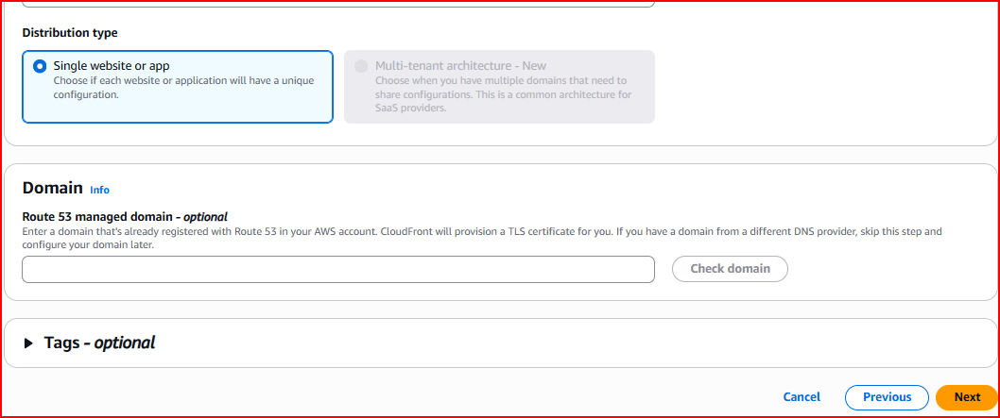 Distribution type
Single website or app
Choose if each website or application will have a unique
configuration.
Multi-tenant architecture - New
Choose when you have multiple domains that need to
share configurations. This is a common architecture for
SaaS providers.
Domain Info
Route 53 managed domain - optional
Enter a domain that's already registered with Route 53 in your AWS account. CloudFront will provision a TLS certificate for you. If you have a domain from a different DNS provider, skip this step and
configure your domain later.
Check domain
Tags - optional
Cancel Previous Next